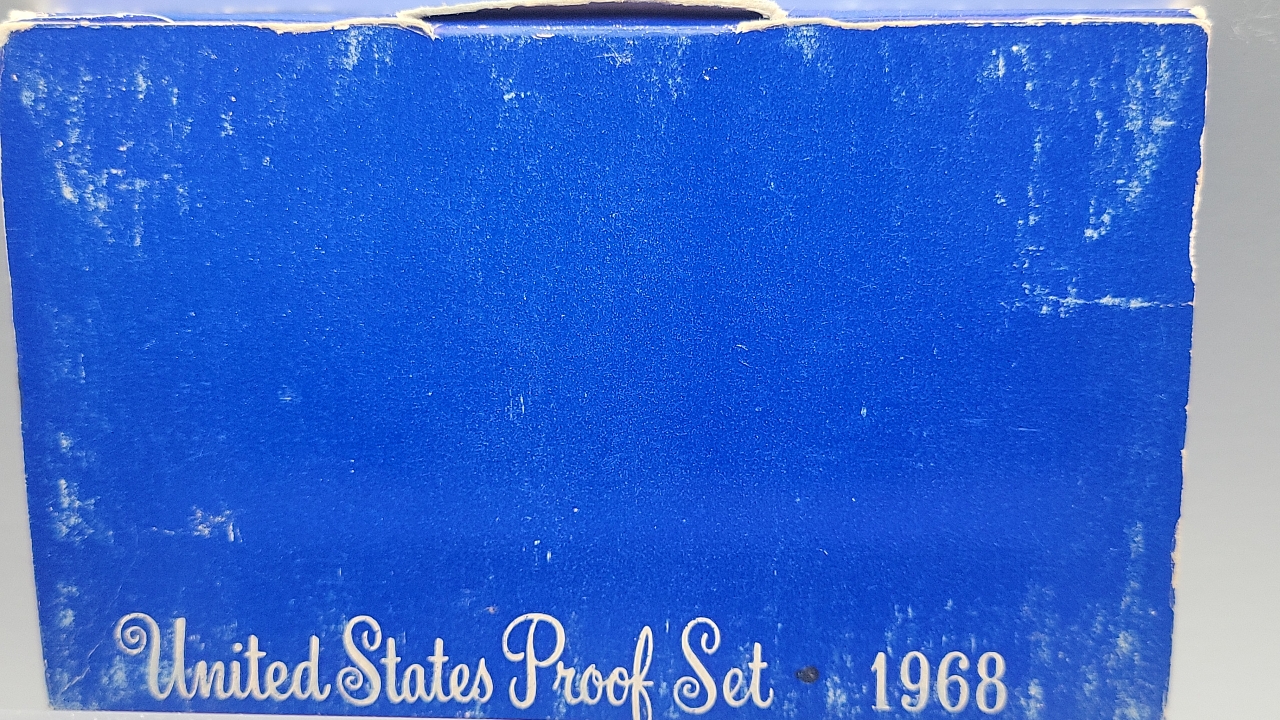 United States Proof Set 1968